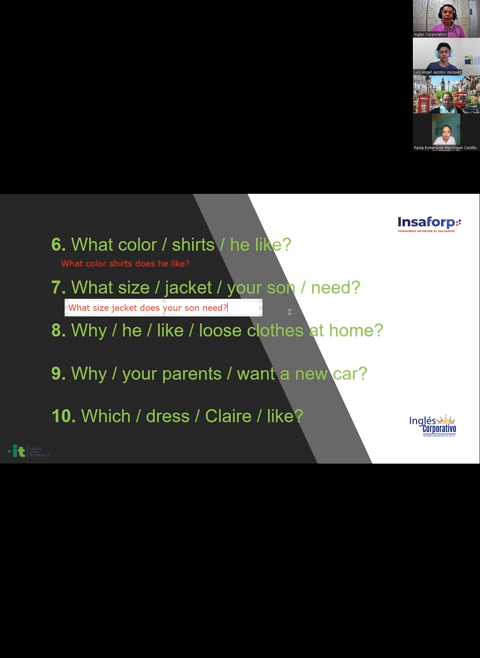 Inglés Corporativo
Luis Angel Jacobo Vasquez
Paola Esmeralda Manriquez Castillo
Insaforp
6. What color / shirts / he like?
What color shirts does he like?
7. What size / jacket / your son / need?
What size jacket does your son need?
8. Why / he / like / loose clothes at home?
9. Why / your parents / want a new car?
10. Which / dress / Claire / like?
Inglés
Corporativo
it